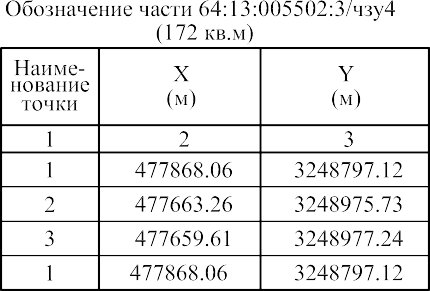 Обозначение части 64:13:005502:3/чзу4
(172 кв.м)
Наиме-
нование
точки
X
(м)
Y
(м)
1 2 3
1 477868.06 3248797.12
2 477663.26 3248975.73
3 477659.61 3248977.24
1 477868.06 3248797.12